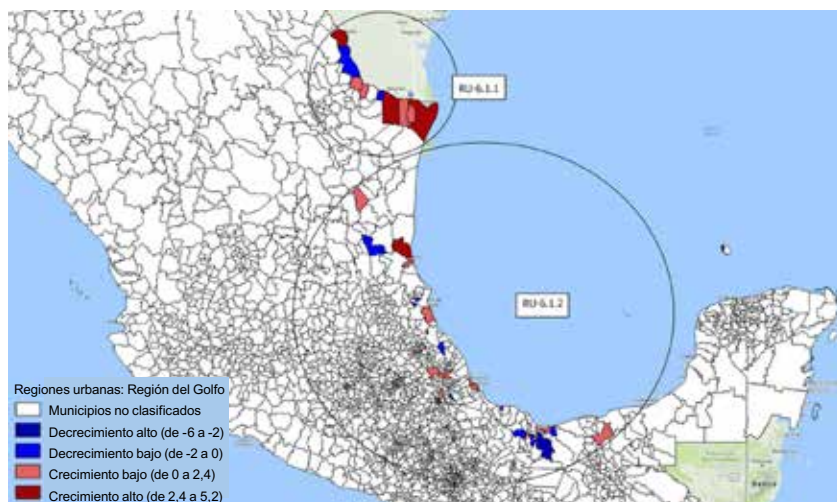 RU-6.1.1
RU-6.1.2
Regiones urbanas: Región del Golfo
Municipios no clasificados
Decrecimiento alto (de -6 a -2)
Decrecimiento bajo (de -2 a 0)
Crecimiento bajo (de 0 a 2,4)
Crecimiento alto (de 2,4 a 5,2)